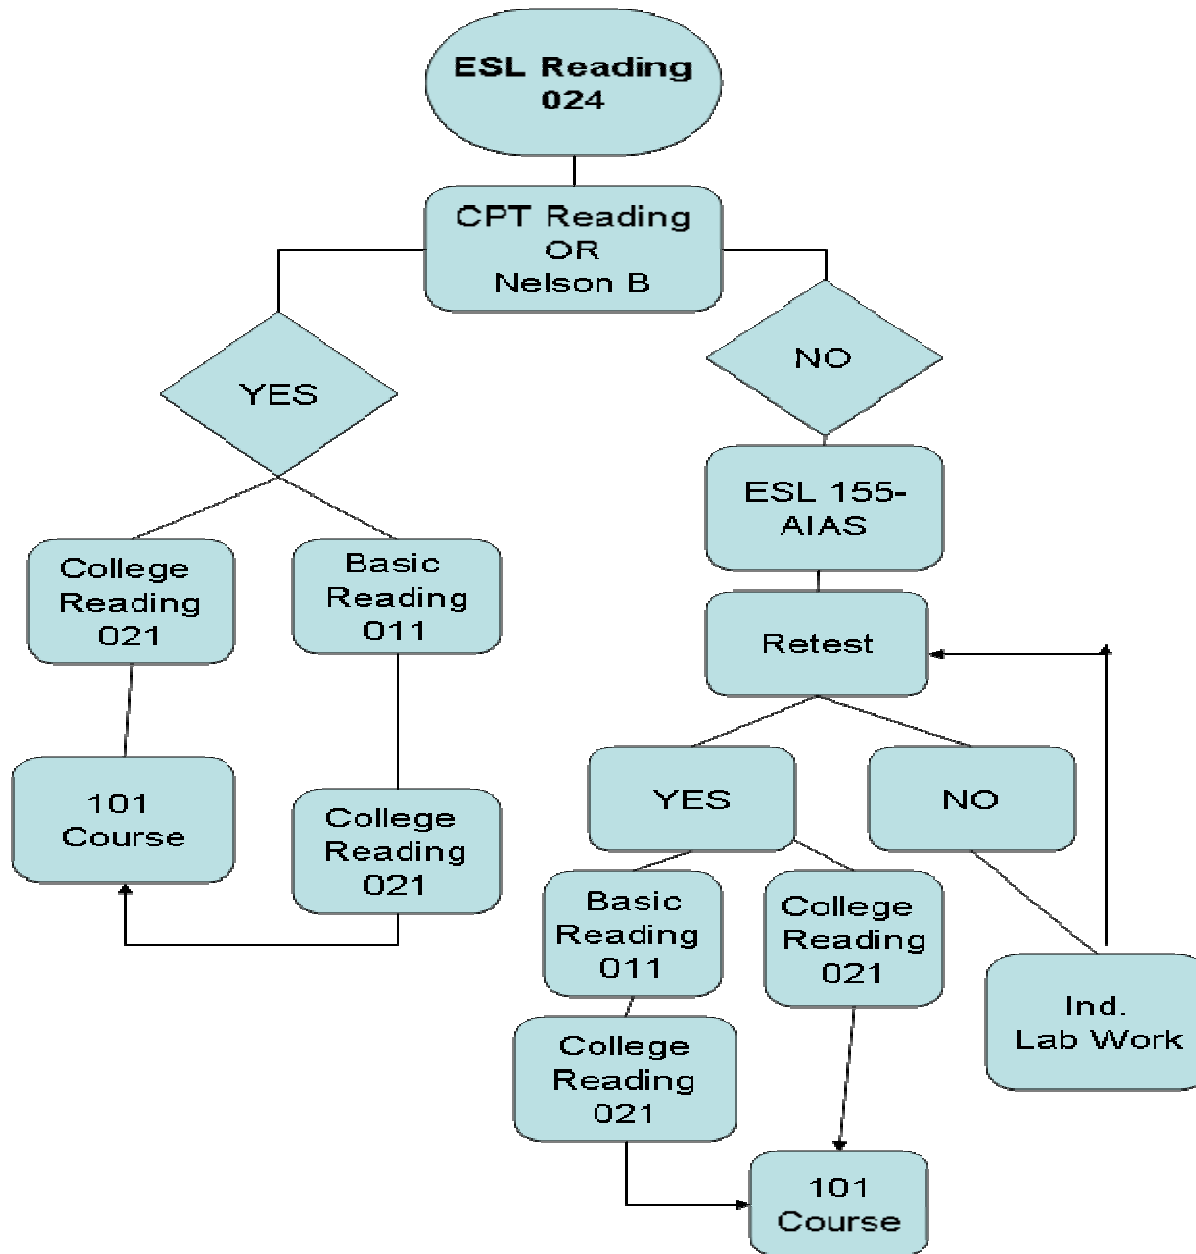 ESL Reading
024
CPT Reading
OR
Nelson B
YES
NO
ESL 155-
AIAS
College
Reading
021
Basic
Reading
011
Retest
101
Course
College
Reading
021
YES
NO
Basic
Reading
011
College
Reading
021
Ind.
Lab Work
College
Reading
021
101
Course